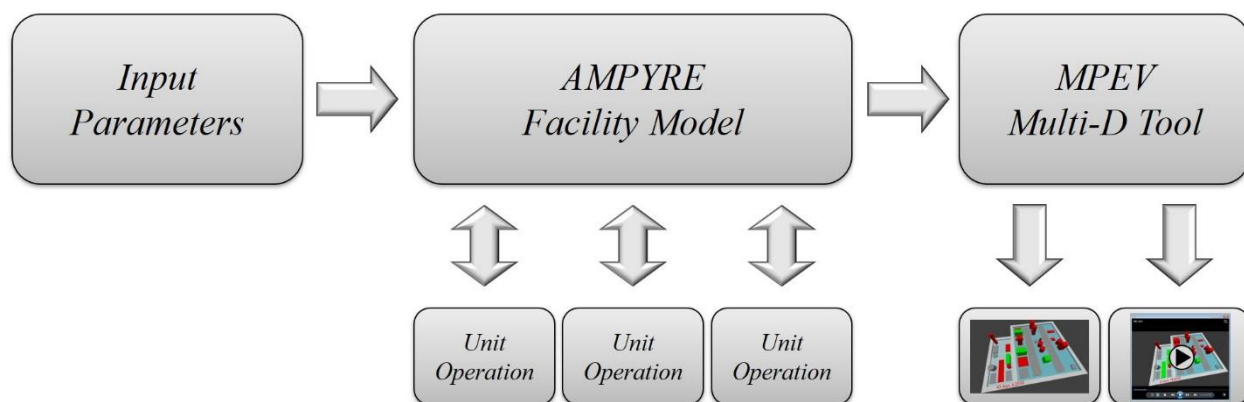 Input
Parameters
AMPYRE
Facility Model
MPEV
Multi-D Tool
Unit
Operation
Unit
Operation
Unit
Operation